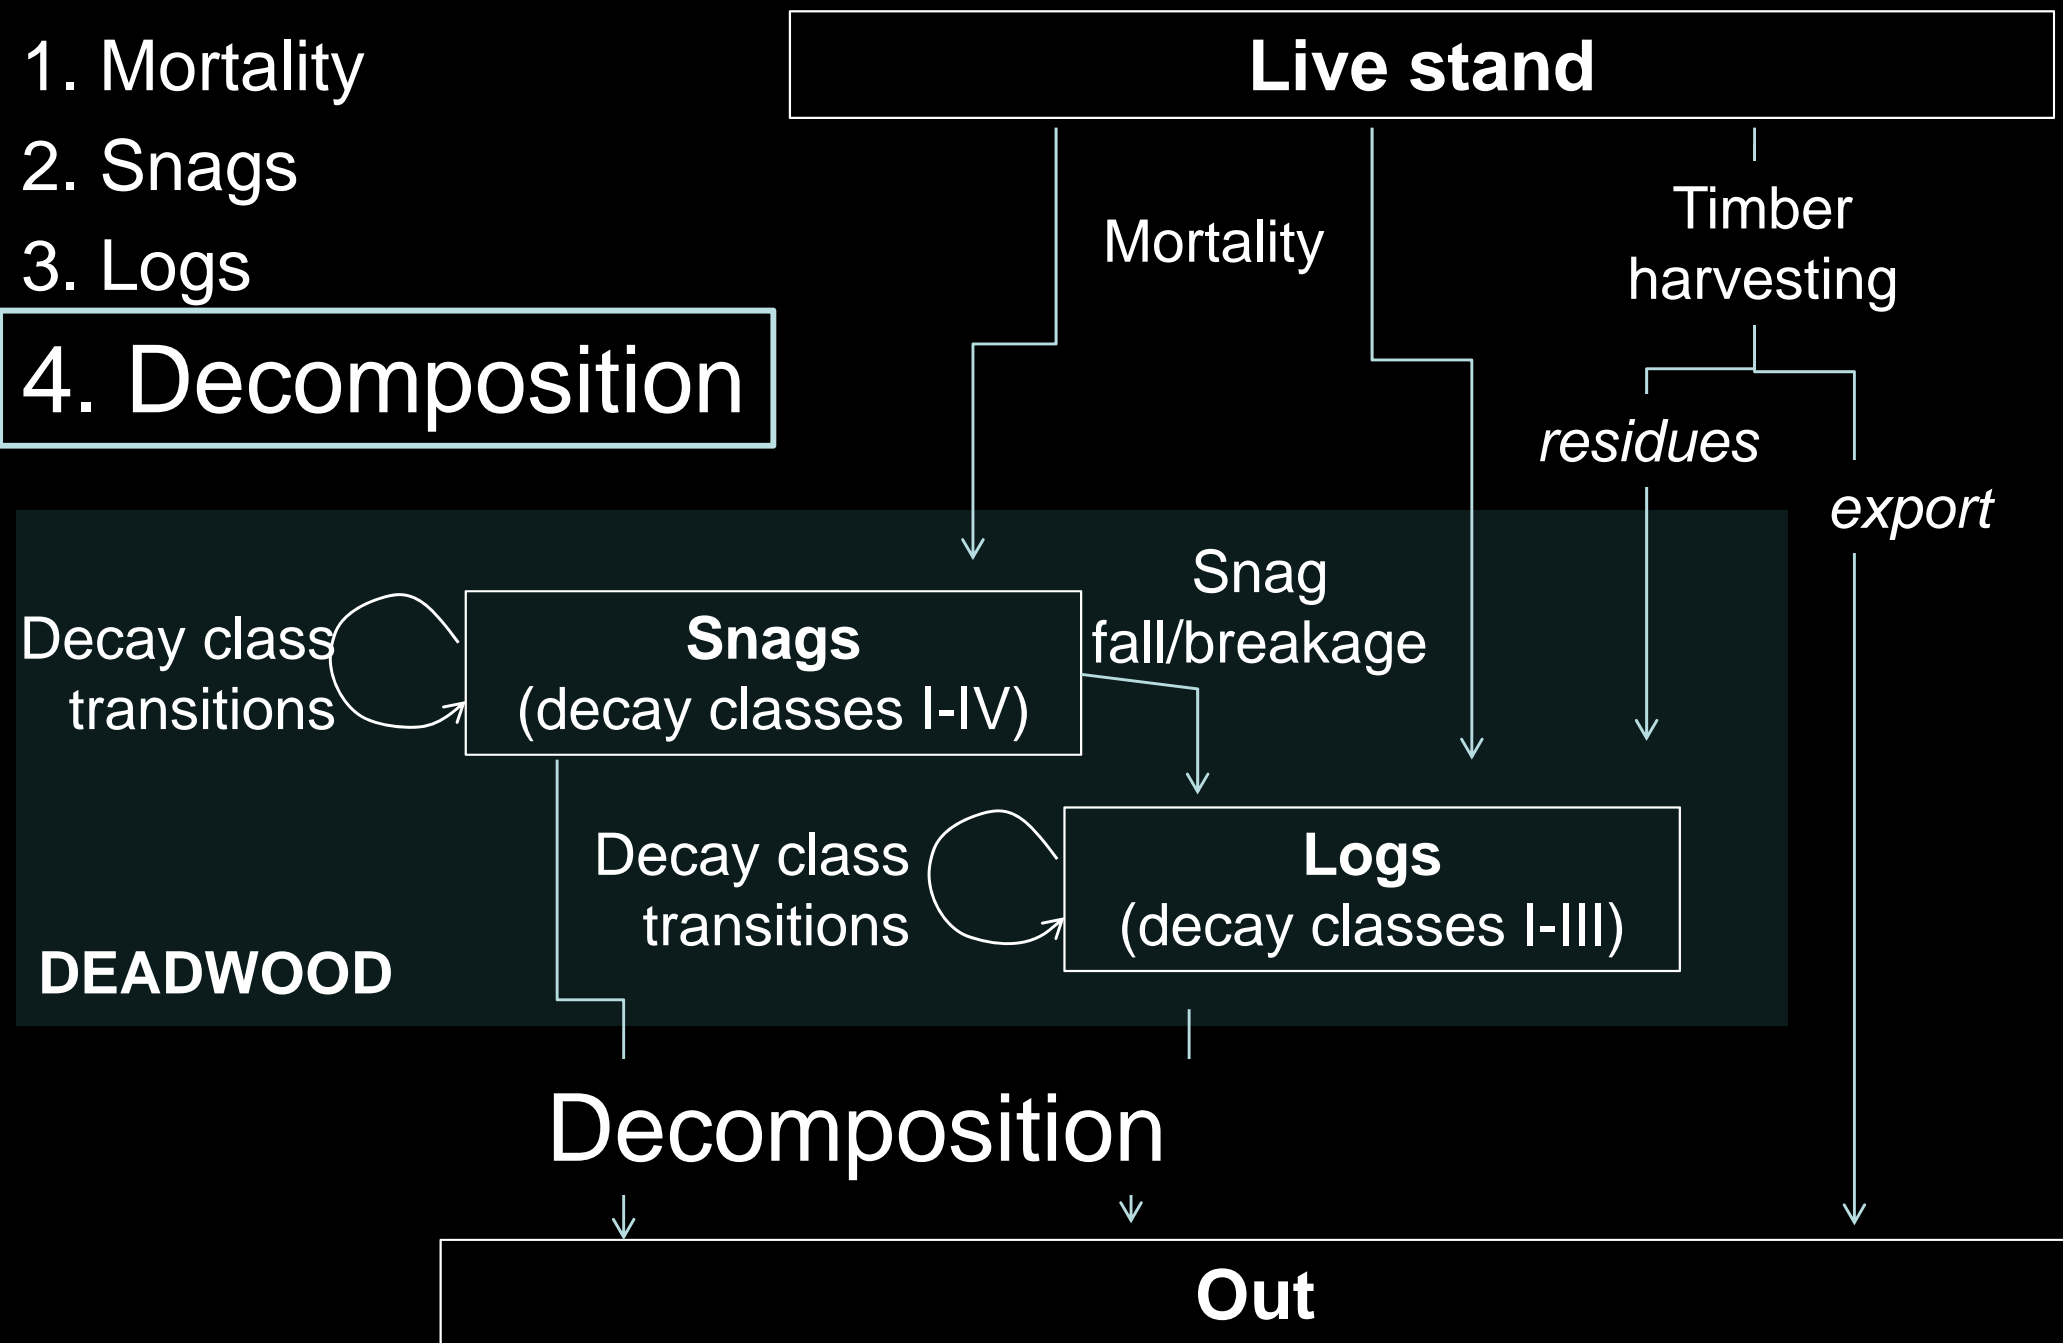 1. Mortality
2. Snags
3. Logs
4. Decomposition
Live stand
Mortality
Timber
harvesting
residues
export
Snag
fall/breakage
Decay class
transitions
Snags
(decay classes I-IV)
Decay class
transitions
Logs
(decay classes I-III)
DEADWOOD
Decomposition
Out